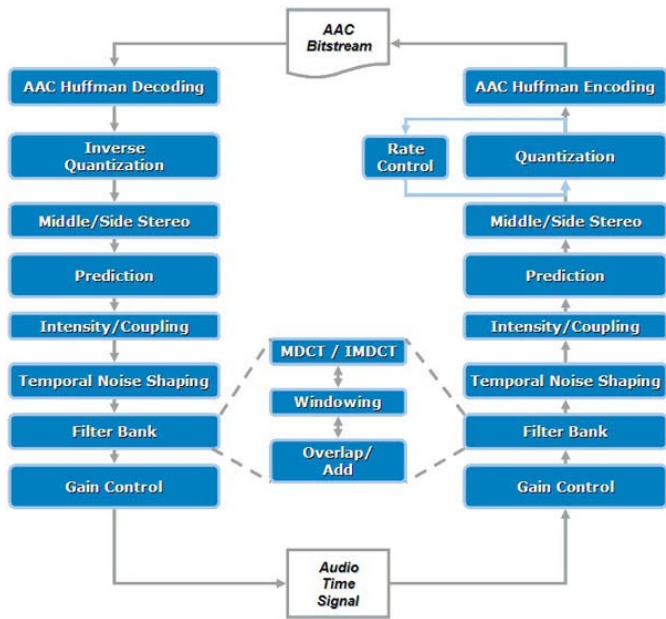 AAC
Bitstream
AAC Huffman Decoding
Inverse
Quantization
Middle/Side Stereo
Prediction
Intensity/Coupling
Temporal Noise Shaping
Filter Bank
Gain Control
MDCT / IMDCT
Windowing
Overlap/
Add
AAC Huffman Encoding
Rate
Control
Quantization
Middle/Side Stereo
Prediction
Intensity/Coupling
Temporal Noise Shaping
Filter Bank
Gain Control
Audio
Time
Signal